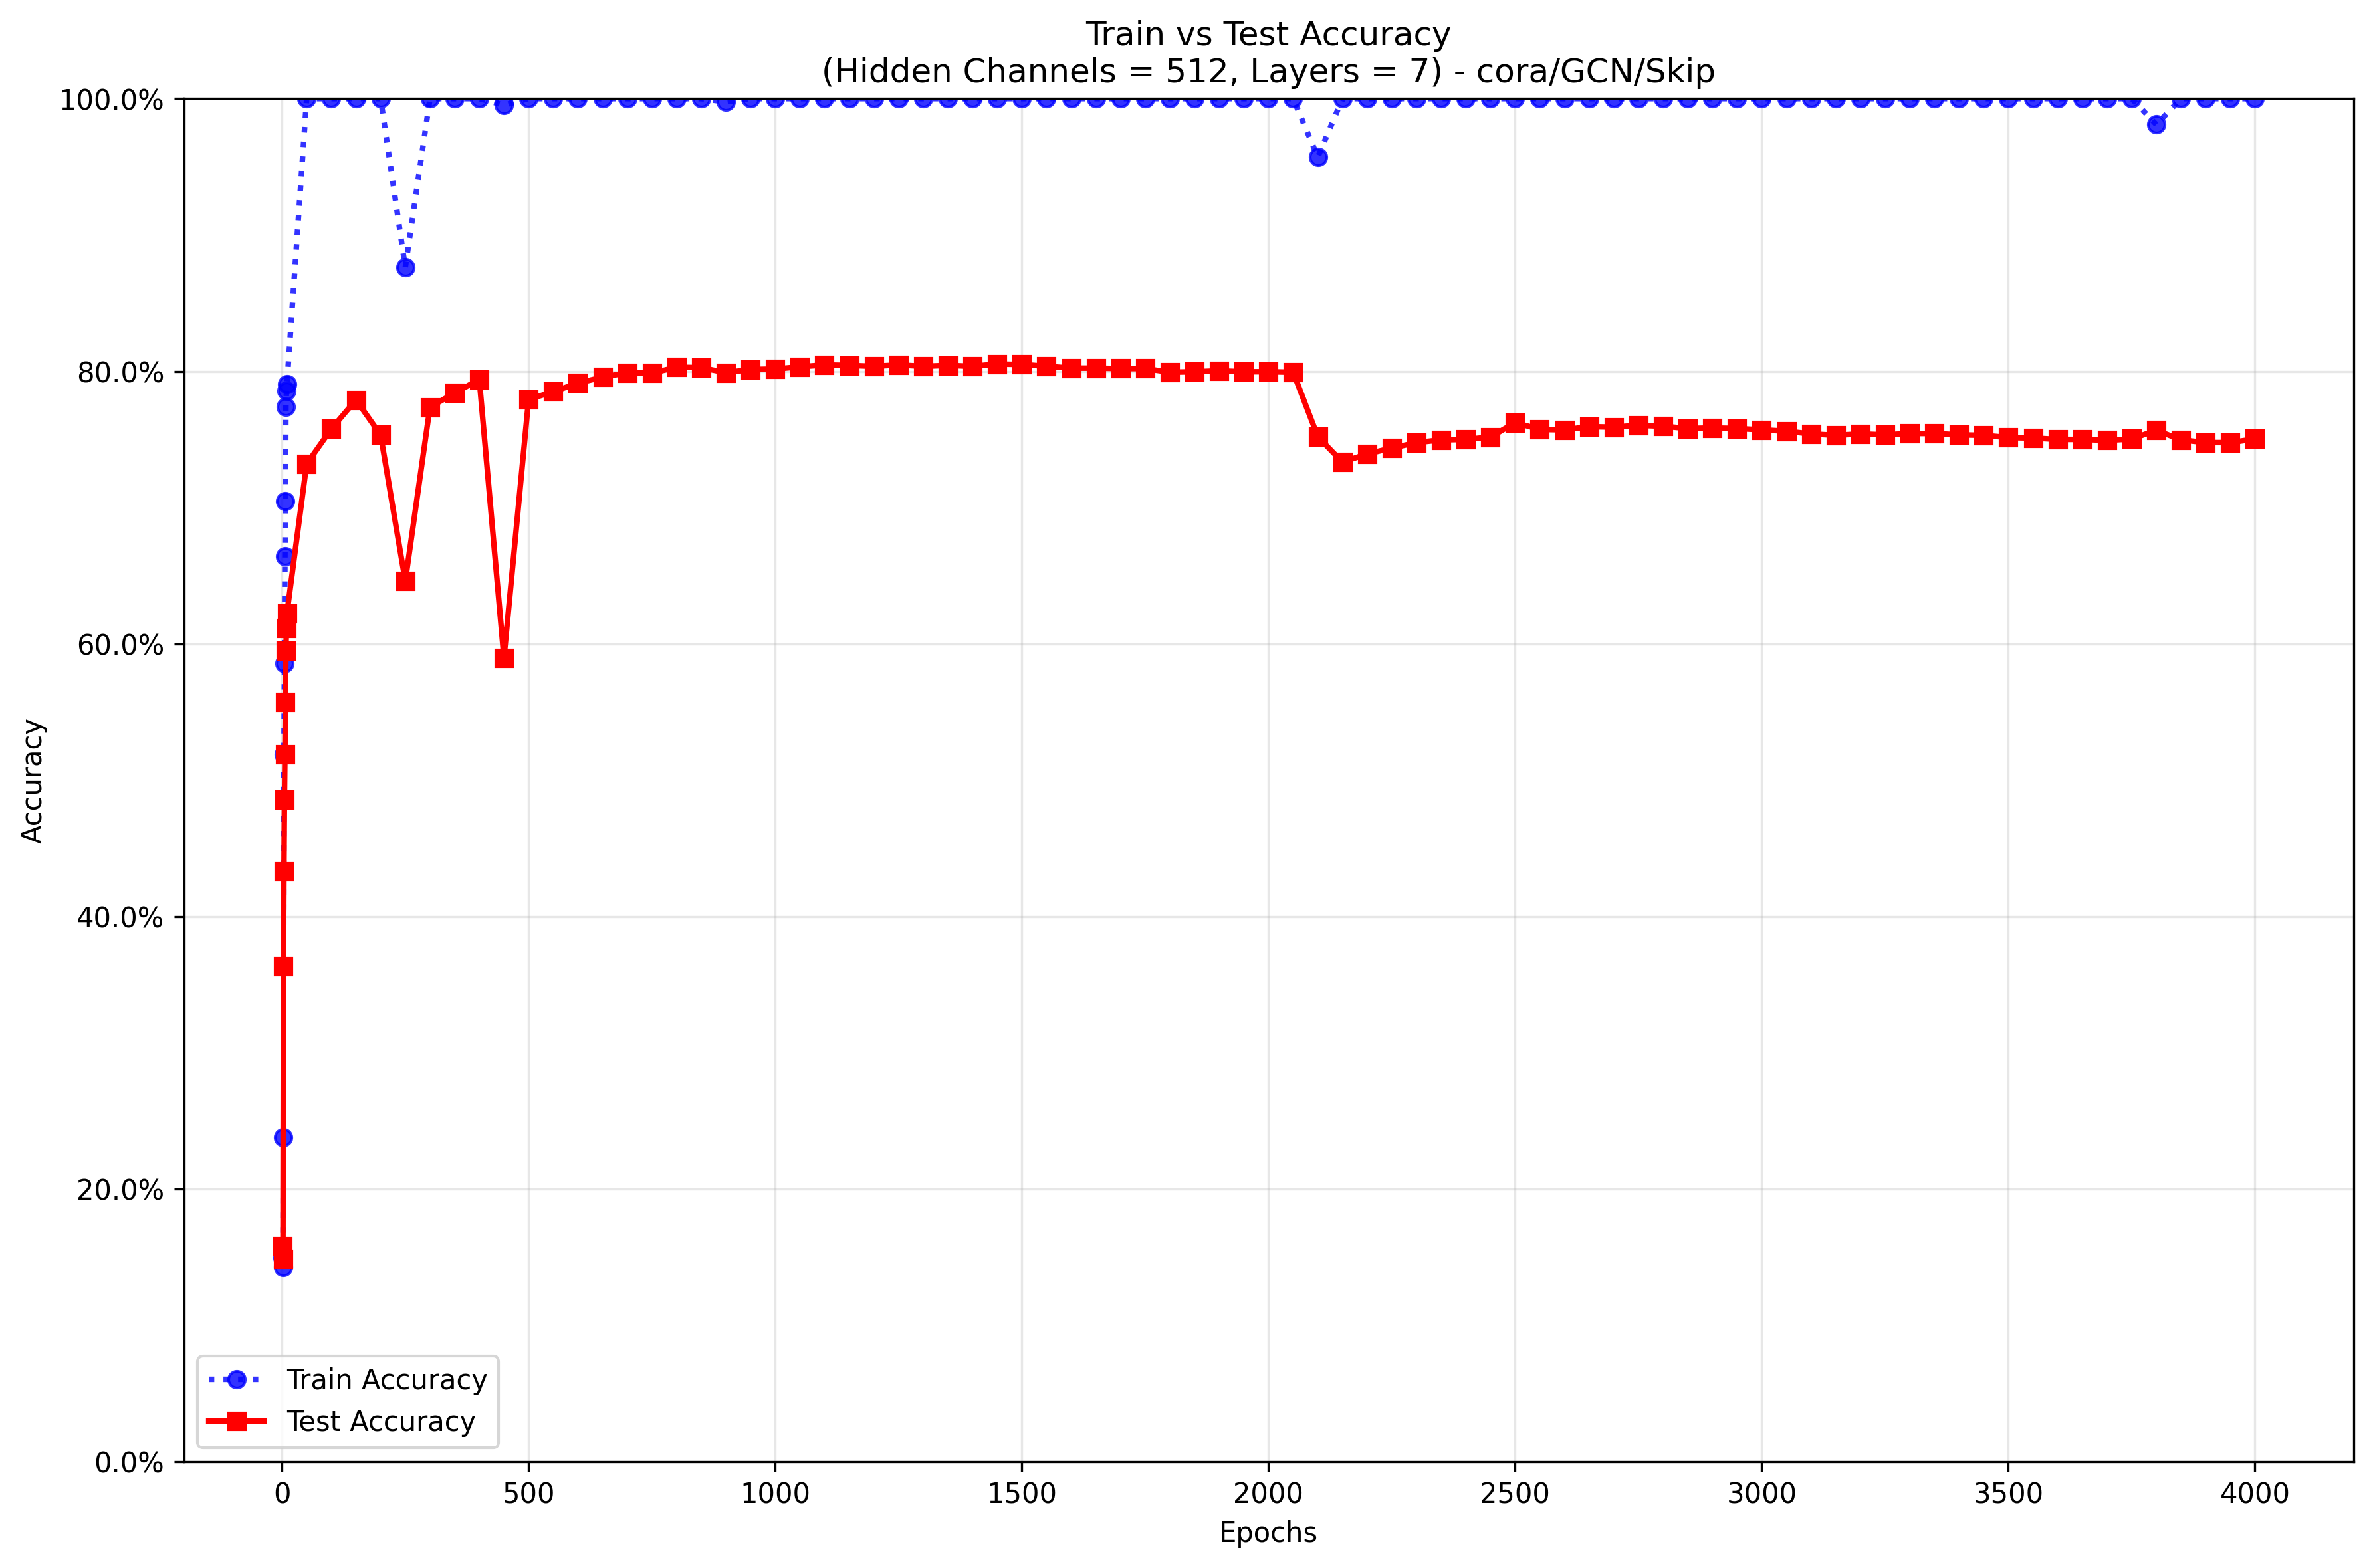 Train vs Test Accuracy
(Hidden Channels = 512, Layers = 7) - cora/GCN/Skip
100.0%
80.0%
60.0%
40.0%
20.0%
0.0%
Accuracy
Train Accuracy
Test Accuracy
0 500 1000 1500 2000 2500 3000 3500 4000
Epochs